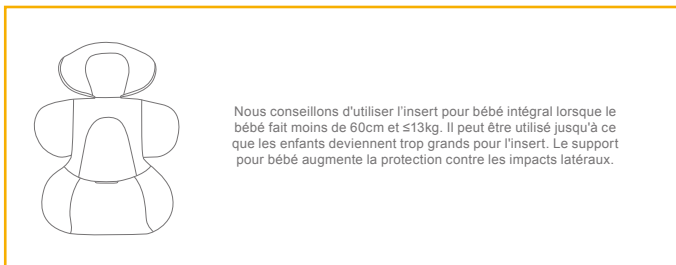 Nous conseillons d'utiliser l'insert pour bébé intégral lorsque le
bébé fait moins de 60cm et ≤13kg. Il peut être utilisé jusqu'à ce
que les enfants deviennent trop grands pour l'insert. Le support
pour bébé augmente la protection contre les impacts latéraux.